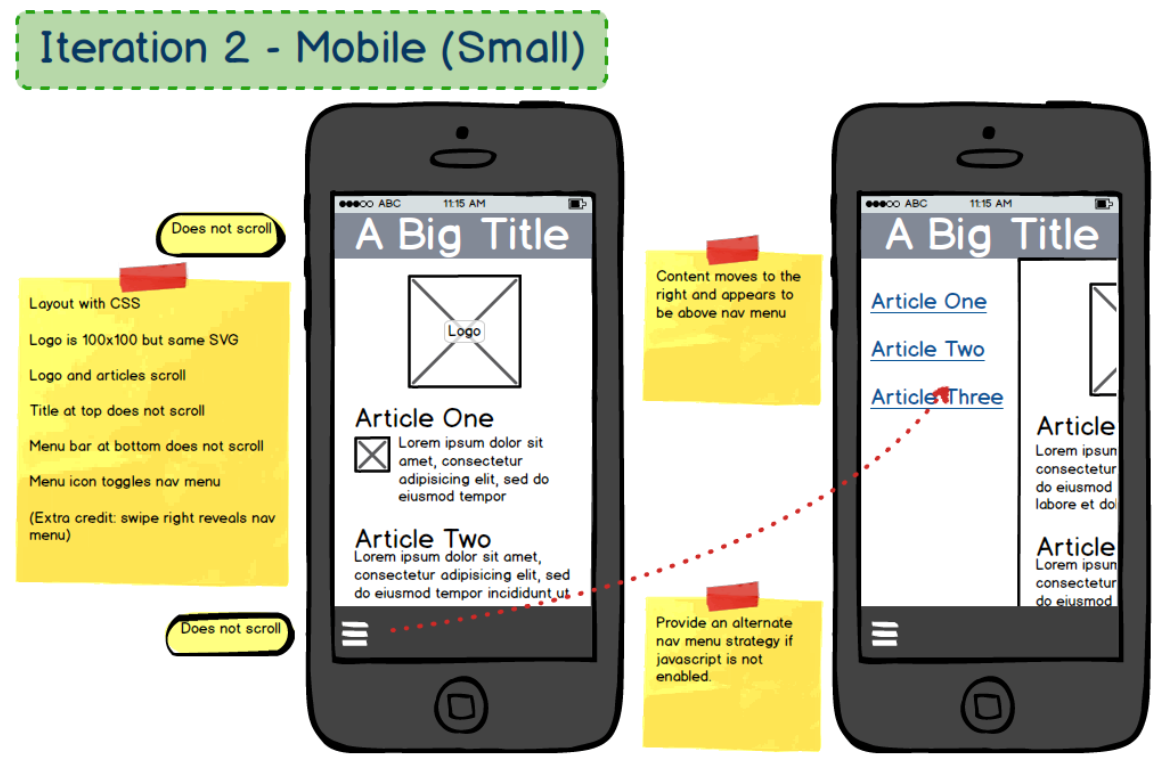 Iteration 2 - Mobile (Small)
Does not scroll
Layout with CSS
Logo is 100x100 but same SVG
Logo and articles scroll
Title at top does not scroll
Menu bar at bottom does not scroll
Menu icon toggles nav menu
(Extra credit: swipe right reveals nav
menu)
Does not scroll
ABC 11:15 AM
A Big Title
Logo
Article One
Lorem ipsum dolor sit
amet, consectetur
adipisicing elit, sed do
eiusmod tempor
Article Two
Lorem ipsum dolor sit amet,
consectetur adipisicing elit, sed
do eiusmod tempor incididunt ut
Content moves to the
right and appears to
be above nav menu
Provide an alternate
nav menu strategy if
javascript is not
enabled.
ABC 11:15 AM
A Big Title
Article One
Article Two
Article Three
Article
Lorem ipsun
consectetur
do eiusmod
labore et dol
Article
Lorem ipsun
consectetur
do eiusmod